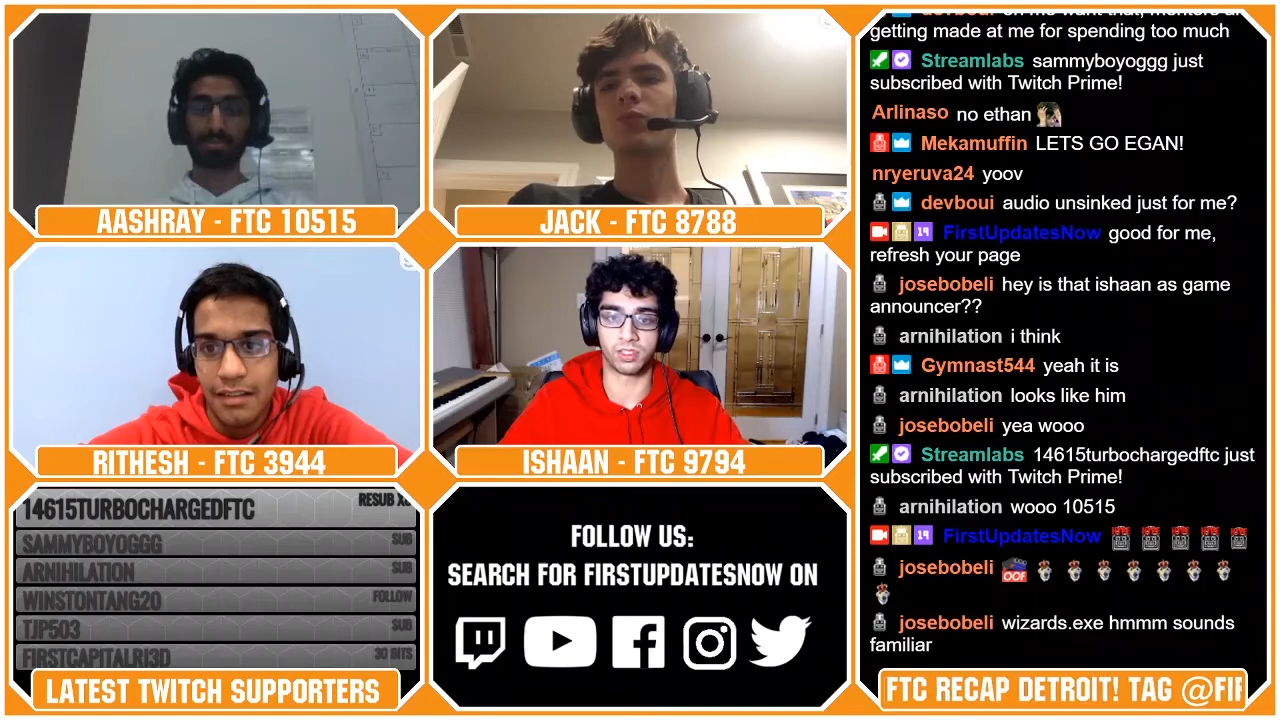 AASHRAY - FTC 10515
JACK - FTC 8788
RITHESH - FTC 3944
ISHAAN - FTC 9794
14615TURBOCHARGEDFTC RESUB
SAMMYBOYOGGG SUB
ARNIHILATION SUB
WINSTONTANG20 FOLLOW
TJP503 SUB
FIRSTCAPITALRI3D 30 BITS
LATEST TWITCH SUPPORTERS
FOLLOW US:
SEARCH FOR FIRSTUPDATESNOW ON
getting made at me for spending too much
Streamlabs sammyboyoggg just
subscribed with Twitch Prime!
Arlinaso no ethan
Mekamuffin LETS GO EGAN!
nryeruva24 yoov
devboui audio unsinked just for me?
19 FirstUpdatesNow good for me,
refresh your page
josebobeli hey is that ishaan as game
announcer??
arnihilation i think
Gymnast544 yeah it is
arnihilation looks like him
josebobeli yea wooo
Streamlabs 14615turbochargedftc just
subscribed with Twitch Prime!
arnihilation wooo 10515
19 FirstUpdatesNow
josebobeli OOF
josebobeli wizards.exe hmmm sounds
familiar
FTC RECAP DETROIT! TAG @FIR